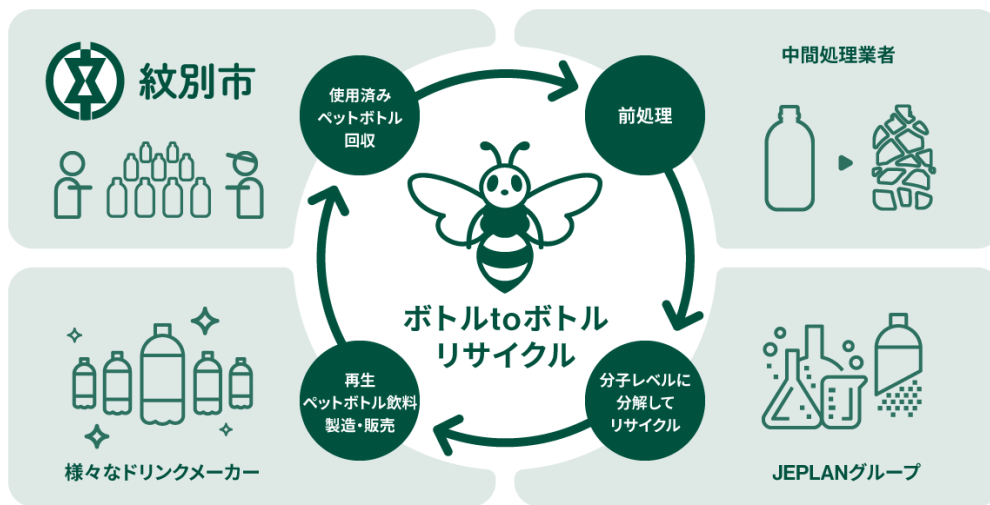 紋別市
使用済み
ペットボトル
回収
前処理
中間処理業者
ボトルtoボトル
リサイクル
再生
ペットボトル飲料
製造・販売
分子レベルに
分解して
リサイクル
様々なドリンクメーカー
JEPLANグループ